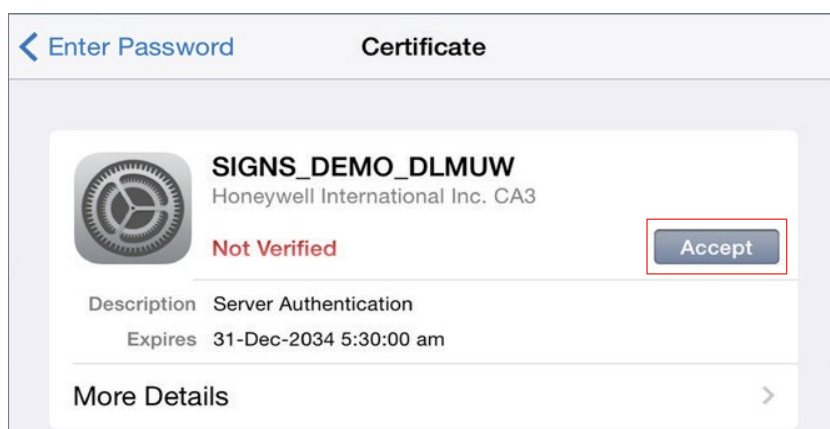 Enter Password
Certificate
SIGNS_DEMO_DLMUW
Honeywell International Inc. CA3
Not Verified
Accept
Description Server Authentication
Expires 31-Dec-2034 5:30:00 am
More Details